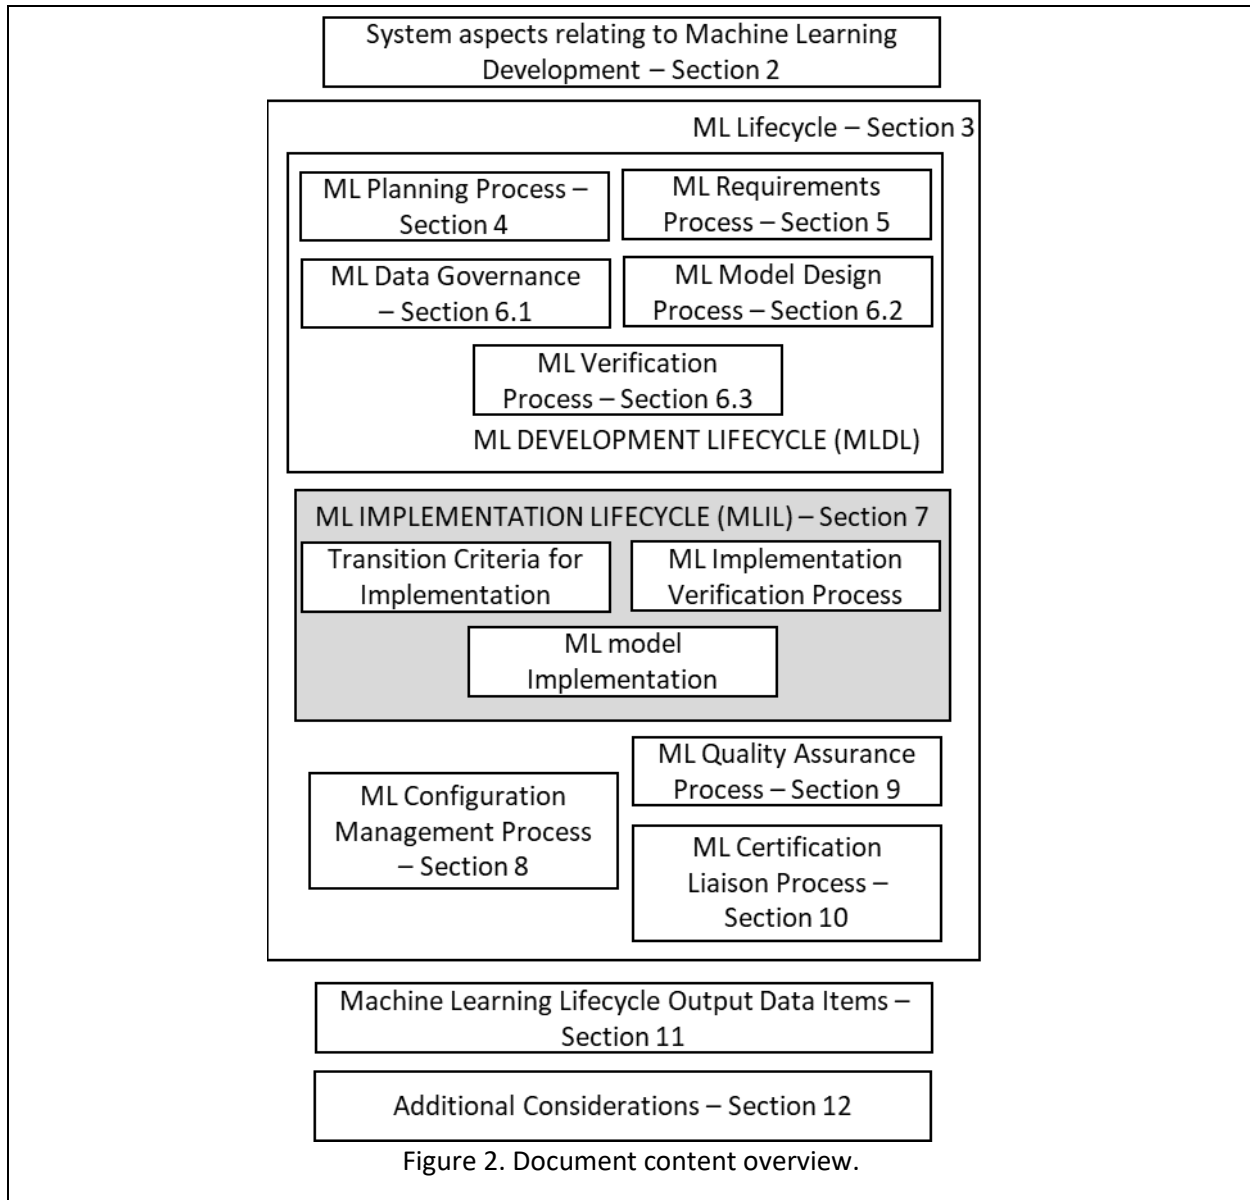 System aspects relating to Machine Learning
Development – Section 2
ML Lifecycle – Section 3
ML Planning Process –
Section 4
ML Requirements
Process – Section 5
ML Data Governance
– Section 6.1
ML Model Design
Process – Section 6.2
ML Verification
Process – Section 6.3
ML DEVELOPMENT LIFECYCLE (MLDL)
ML IMPLEMENTATION LIFECYCLE (MLIL) – Section 7
Transition Criteria for
Implementation
ML Implementation
Verification Process
ML model
Implementation
ML Quality Assurance
Process – Section 9
ML Configuration
Management Process
– Section 8
ML Certification
Liaison Process –
Section 10
Machine Learning Lifecycle Output Data Items –
Section 11
Additional Considerations – Section 12
Figure 2. Document content overview.